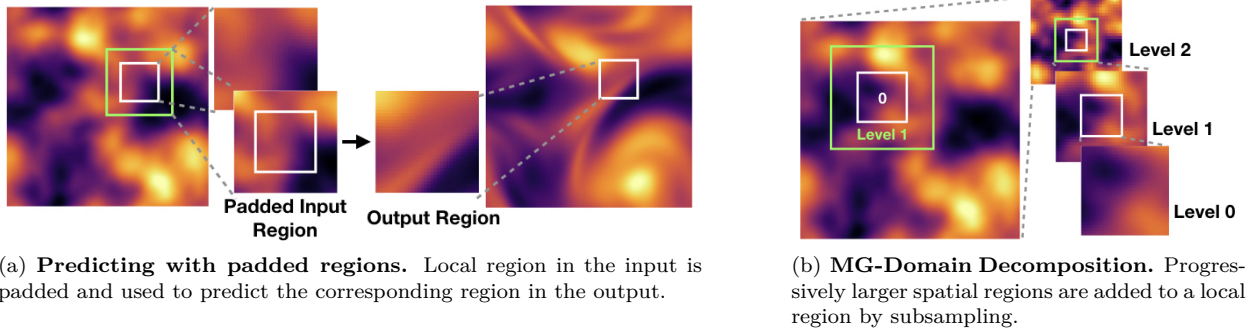 Padded Input
Region
Output Region
0
Level 1
Level 2
Level 1
Level 0
(a) Predicting with padded regions. Local region in the input is
padded and used to predict the corresponding region in the output.
(b) MG-Domain Decomposition. Progres-
sively larger spatial regions are added to a local
region by subsampling.